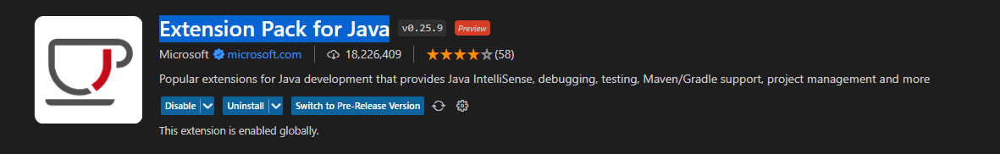 Extension Pack for Java v0.25.9 Preview
Microsoft microsoft.com 18,226,409 (58)
Popular extensions for Java development that provides Java IntelliSense, debugging, testing, Maven/Gradle support, project management and more
Disable Uninstall Switch to Pre-Release Version
This extension is enabled globally.